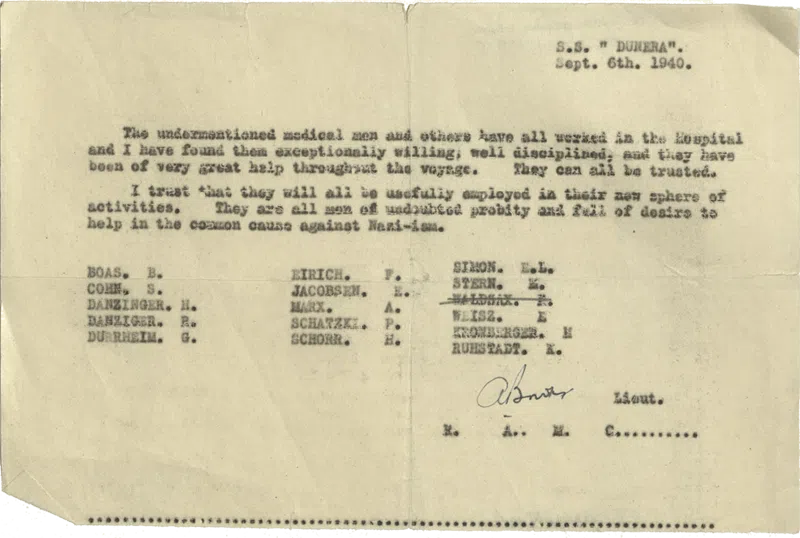 S.S. " DUNERA".
Sept. 6th. 1940.
The undermentioned medical men and others have all worked in the Hospital
and I have found them exceptionally willing, well disciplined, and they have
been of very great help throughout the voyage. They can all be trusted.
I trust that they will all be usefully employed in their new sphere of
activities. They are all men of undoubted probity and full of desire to
help in the common cause against Nazi-ism.
BOAS. B. EIRICH. F. SIMON. E.L.
COHN. S. JACOBSEN. E. STERN. M.
DANZINGER. H. MARX. A. WALDSAX. F.
DANZIGER. R. SCHATZKI. P. WEISZ. E
DURRHEIM. G. SCHORR. H. KRONBERGER. H
RUHSTADT. K.
Lieut.
R. A.. M. C..........